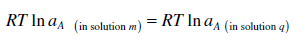 RT ln a_A (in solution m) = RT ln a_A (in solution q)